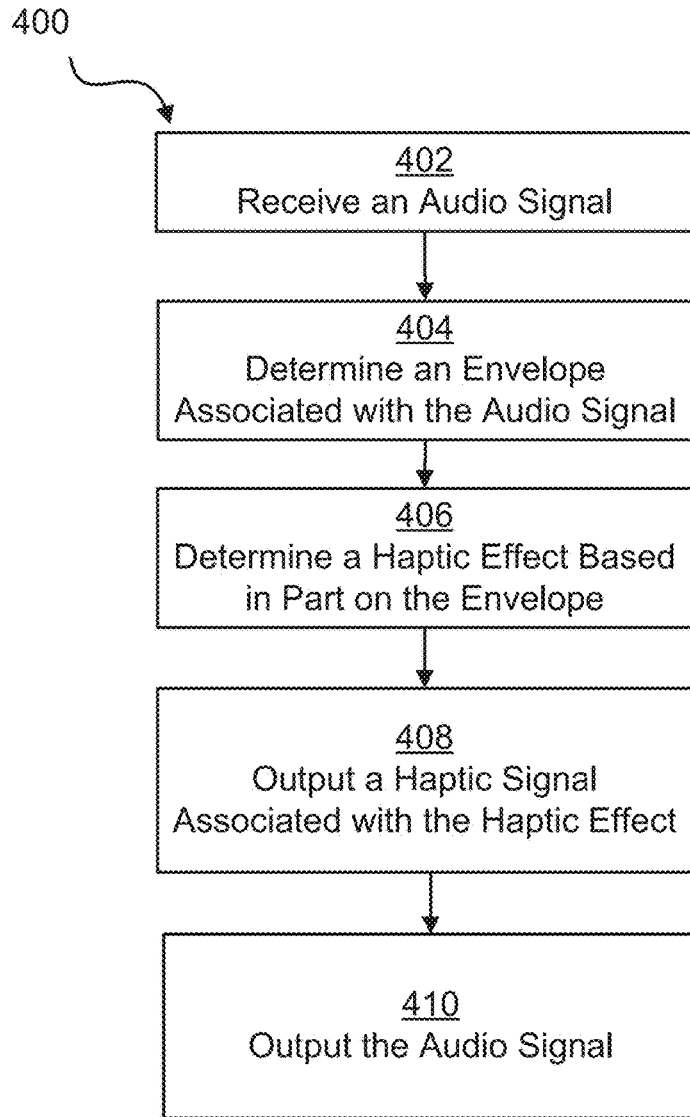 400
402
Receive an Audio Signal
404
Determine an Envelope
Associated with the Audio Signal
406
Determine a Haptic Effect Based
in Part on the Envelope
408
Output a Haptic Signal
Associated with the Haptic Effect
410
Output the Audio Signal